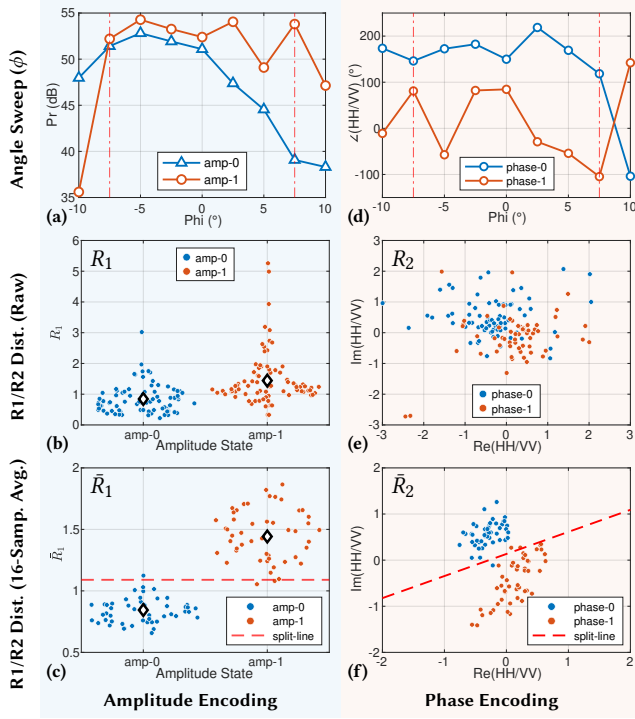 Angle Sweep (ϕ)
Pr (dB)
55
50
45
40
35
amp-0
amp-1
(a)
-10
-5
0
5
10
Phi (°)
∠(HH/VV) (°)
200
100
0
-100
phase-0
phase-1
(d)
-10
-5
0
5
10
Phi (°)
R1/R2 Dist. (Raw)
R₁
6
5
4
3
2
1
0
R₁
amp-0
amp-1
(b)
amp-0
amp-1
Amplitude State
Im(HH/VV)
3
2
1
0
-1
-2
-3
R₂
phase-0
phase-1
(e)
-3
-2
-1
0
1
2
3
Re(HH/VV)
R1/R2 Dist. (16-Samp. Avg.)
R̄₁
2
1.5
1
0.5
R̄₁
amp-0
amp-1
split-line
(c)
amp-0
amp-1
Amplitude State
Im(HH/VV)
2
1
0
-1
-2
R̄₂
phase-0
phase-1
split-line
(f)
-2
-1
0
1
2
Re(HH/VV)
Amplitude Encoding
Phase Encoding